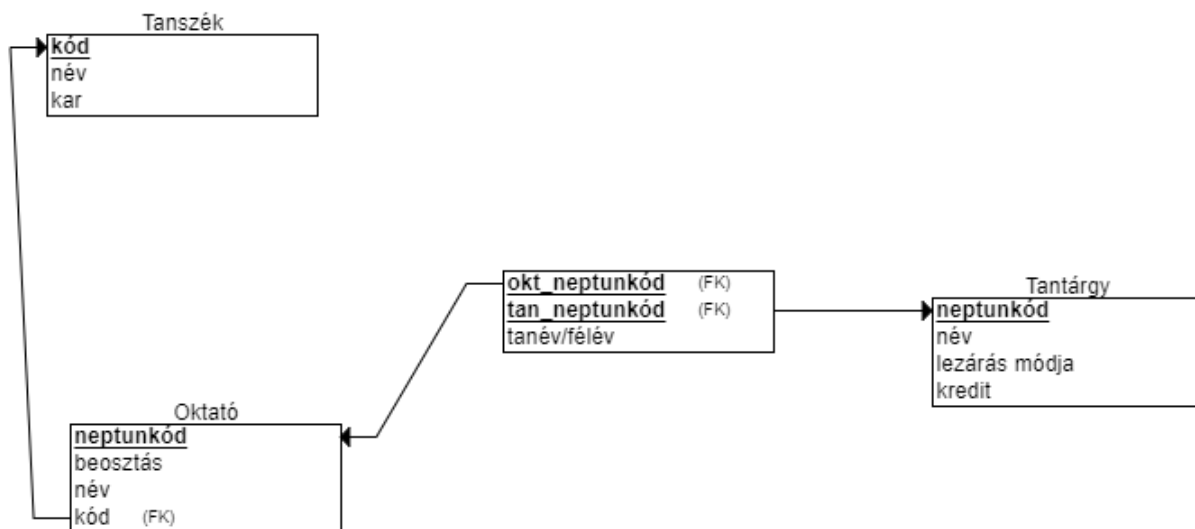 Tanszék
kód
név
kar
okt_neptunkód (FK)
tan_neptunkód (FK)
tanév/félév
Tantárgy
neptunkód
név
lezárás módja
kredit
Oktató
neptunkód
beosztás
név
kód (FK)